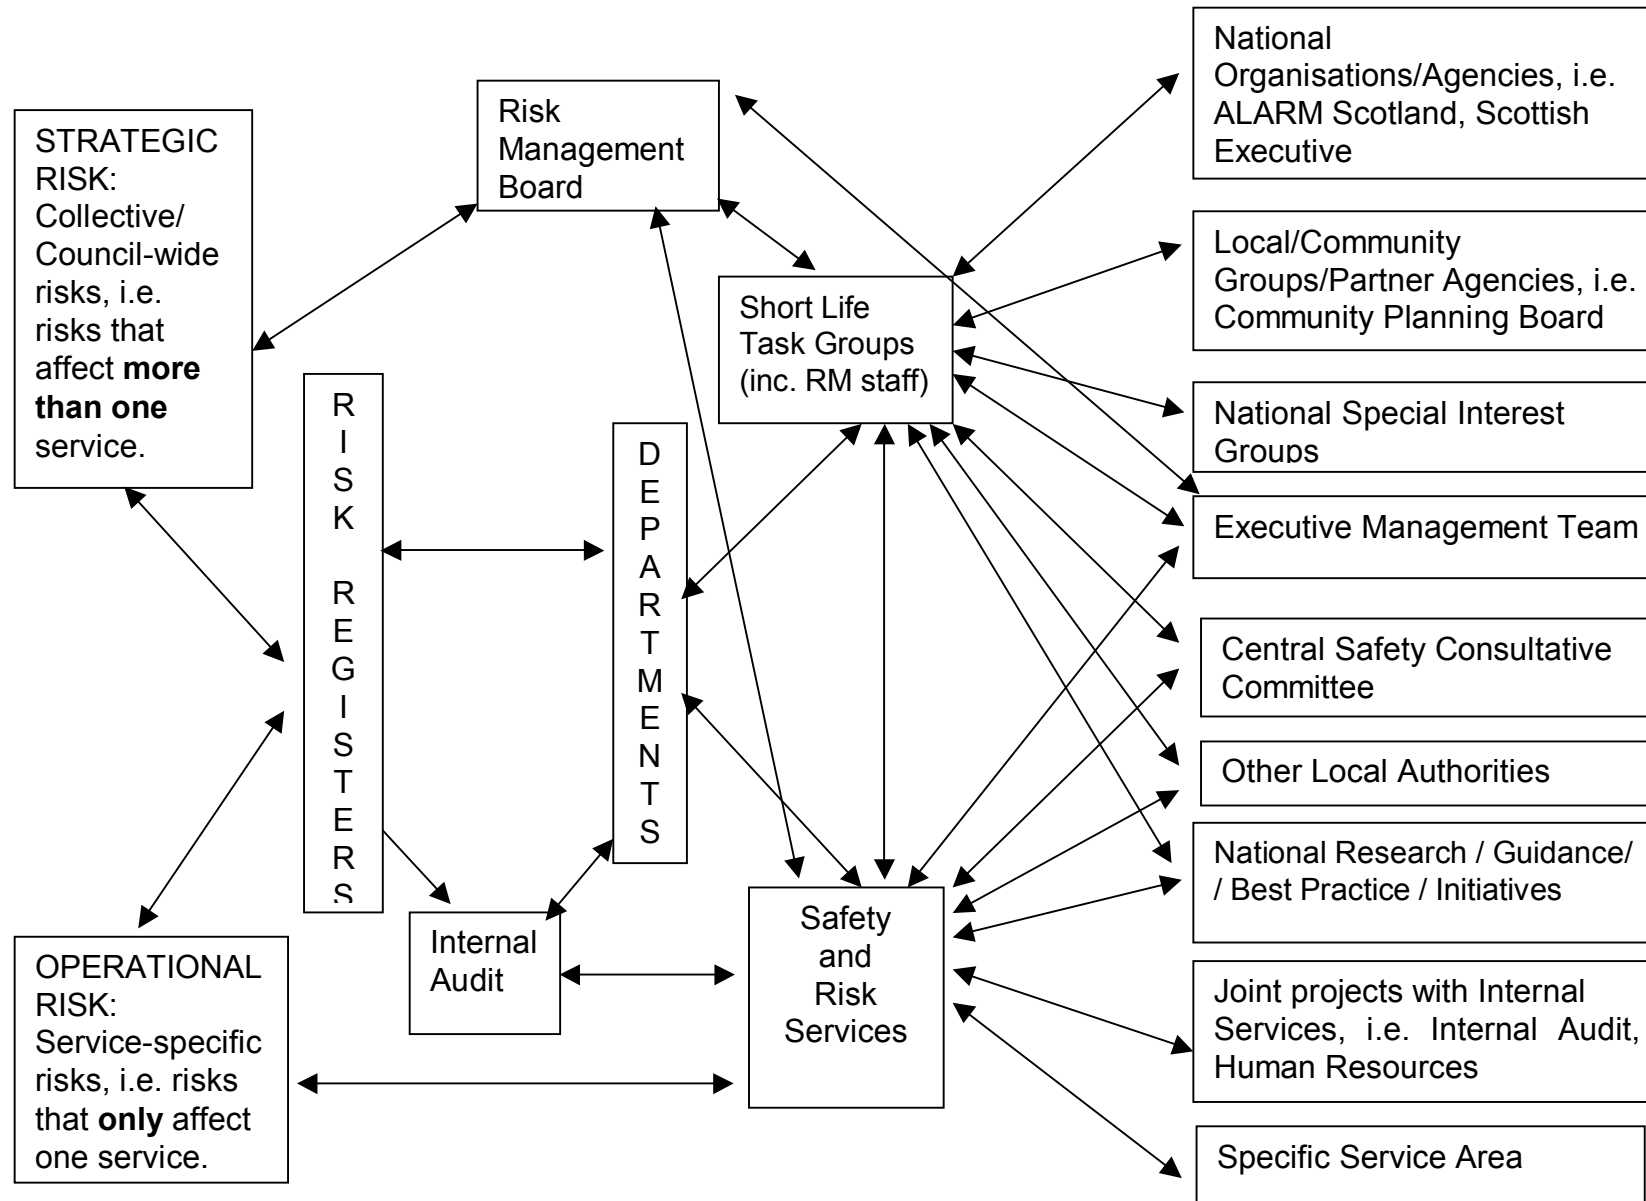 STRATEGIC
RISK:
Collective/
Council-wide
risks, i.e.
risks that
affect more
than one
service.
OPERATIONAL
RISK:
Service-specific
risks, i.e. risks
that only affect
one service.
R
I
S
K
R
E
G
I
S
T
E
R
S
Risk
Management
Board
D
E
P
A
R
T
M
E
N
T
S
Internal
Audit
Short Life
Task Groups
(inc. RM staff)
Safety
and
Risk
Services
National
Organisations/Agencies, i.e.
ALARM Scotland, Scottish
Executive
Local/Community
Groups/Partner Agencies, i.e.
Community Planning Board
National Special Interest
Groups
Executive Management Team
Central Safety Consultative
Committee
Other Local Authorities
National Research / Guidance/
/ Best Practice / Initiatives
Joint projects with Internal
Services, i.e. Internal Audit,
Human Resources
Specific Service Area